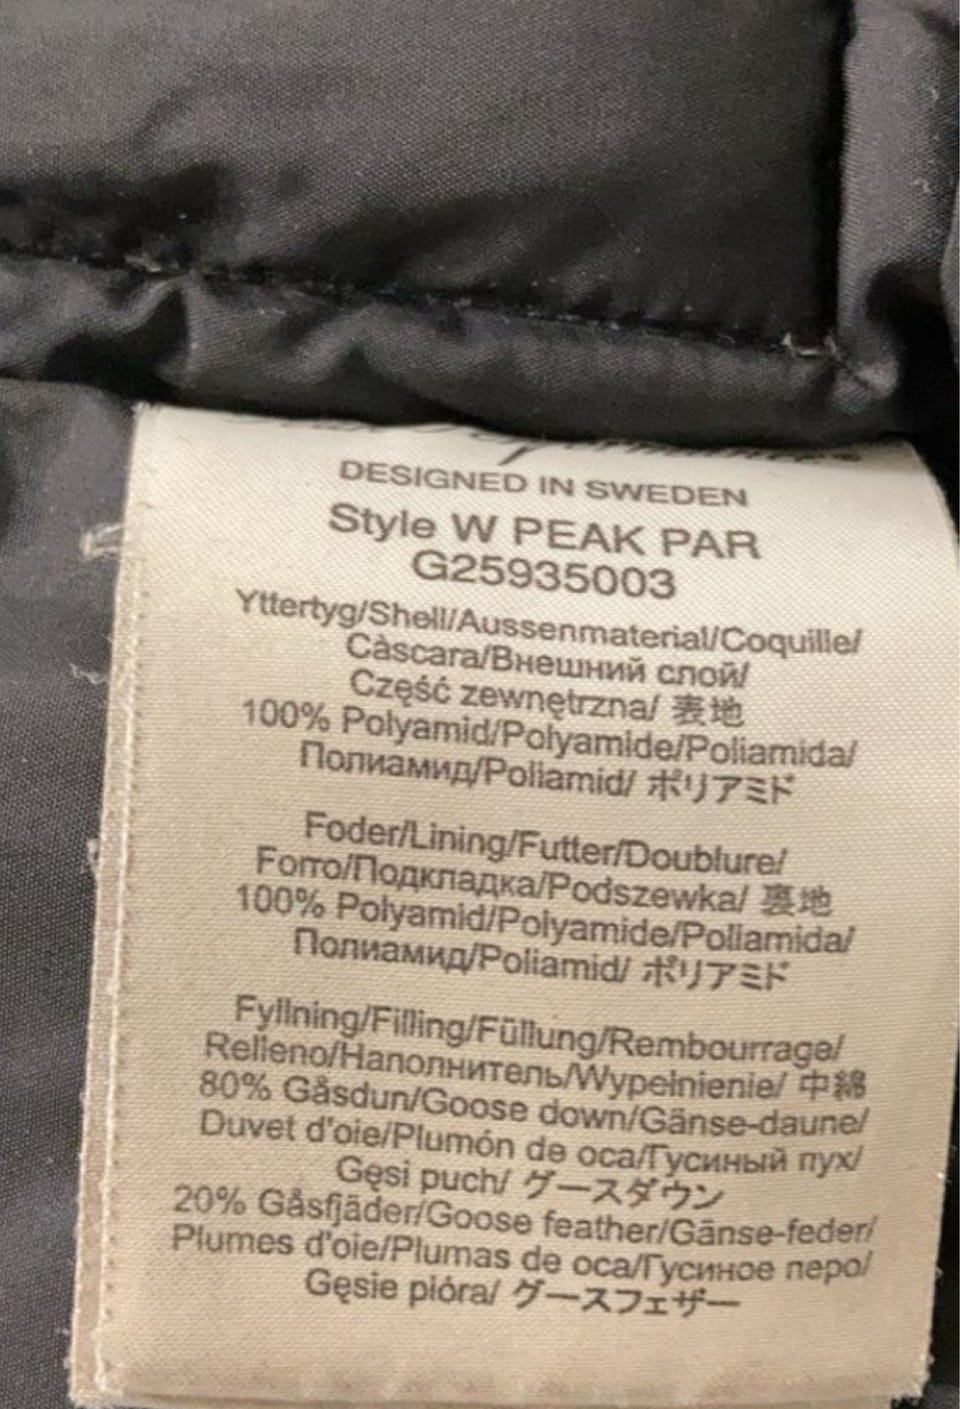 DESIGNED IN SWEDEN
Style W PEAK PAR
G25935003
Yttertyg/Shell/Aussenmaterial/Coquille/
Càscara/Внешний слой/
Część zewnętrzna/ 表地
100% Polyamid/Polyamide/Poliamida/
Полиамид/Poliamid/ ポリアミド
Foder/Lining/Futter/Doublure/
Forro/Подкладка/Podszewka/ 裏地
100% Polyamid/Polyamide/Poliamida/
Полиамид/Poliamid/ ポリアミド
Fyllning/Filling/Füllung/Rembourrage/
Relleno/Наполнитель/Wypełnienie/ 中綿
80% Gåsdun/Goose down/Gänse-daune/
Duvet d'oie/Plumón de oca/Гусиный пух/
Gęsi puch/ グースダウン
20% Gåsfjäder/Goose feather/Gänse-feder/
Plumes d'oie/Plumas de oca/Гусиное перо/
Gęsie pióra/ グースフェザー